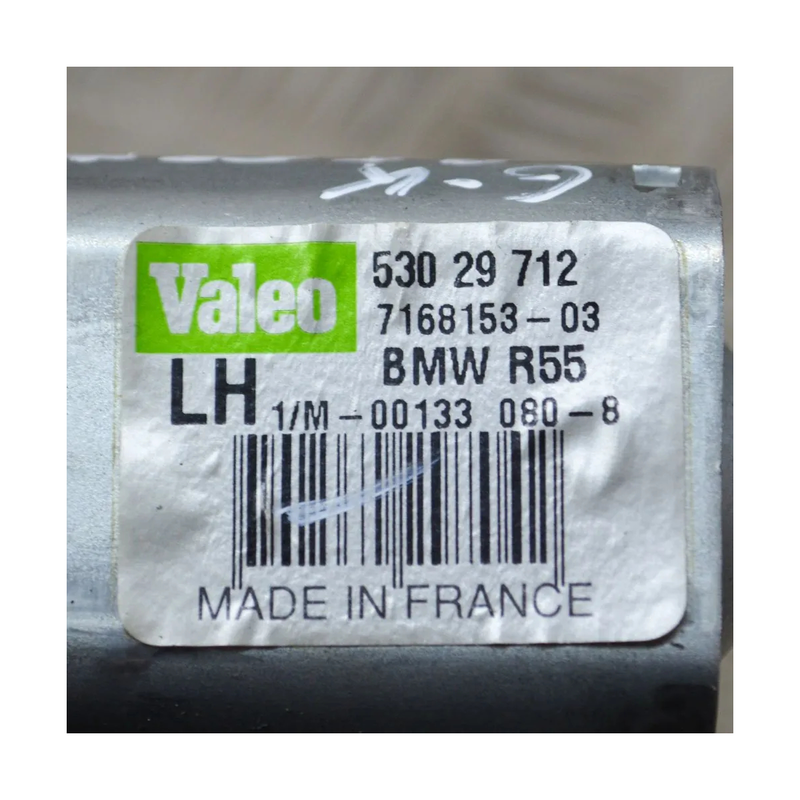 Valeo
530 29 712
7168153-03
BMW R55
LH
1/M-00133 080-8
MADE IN FRANCE